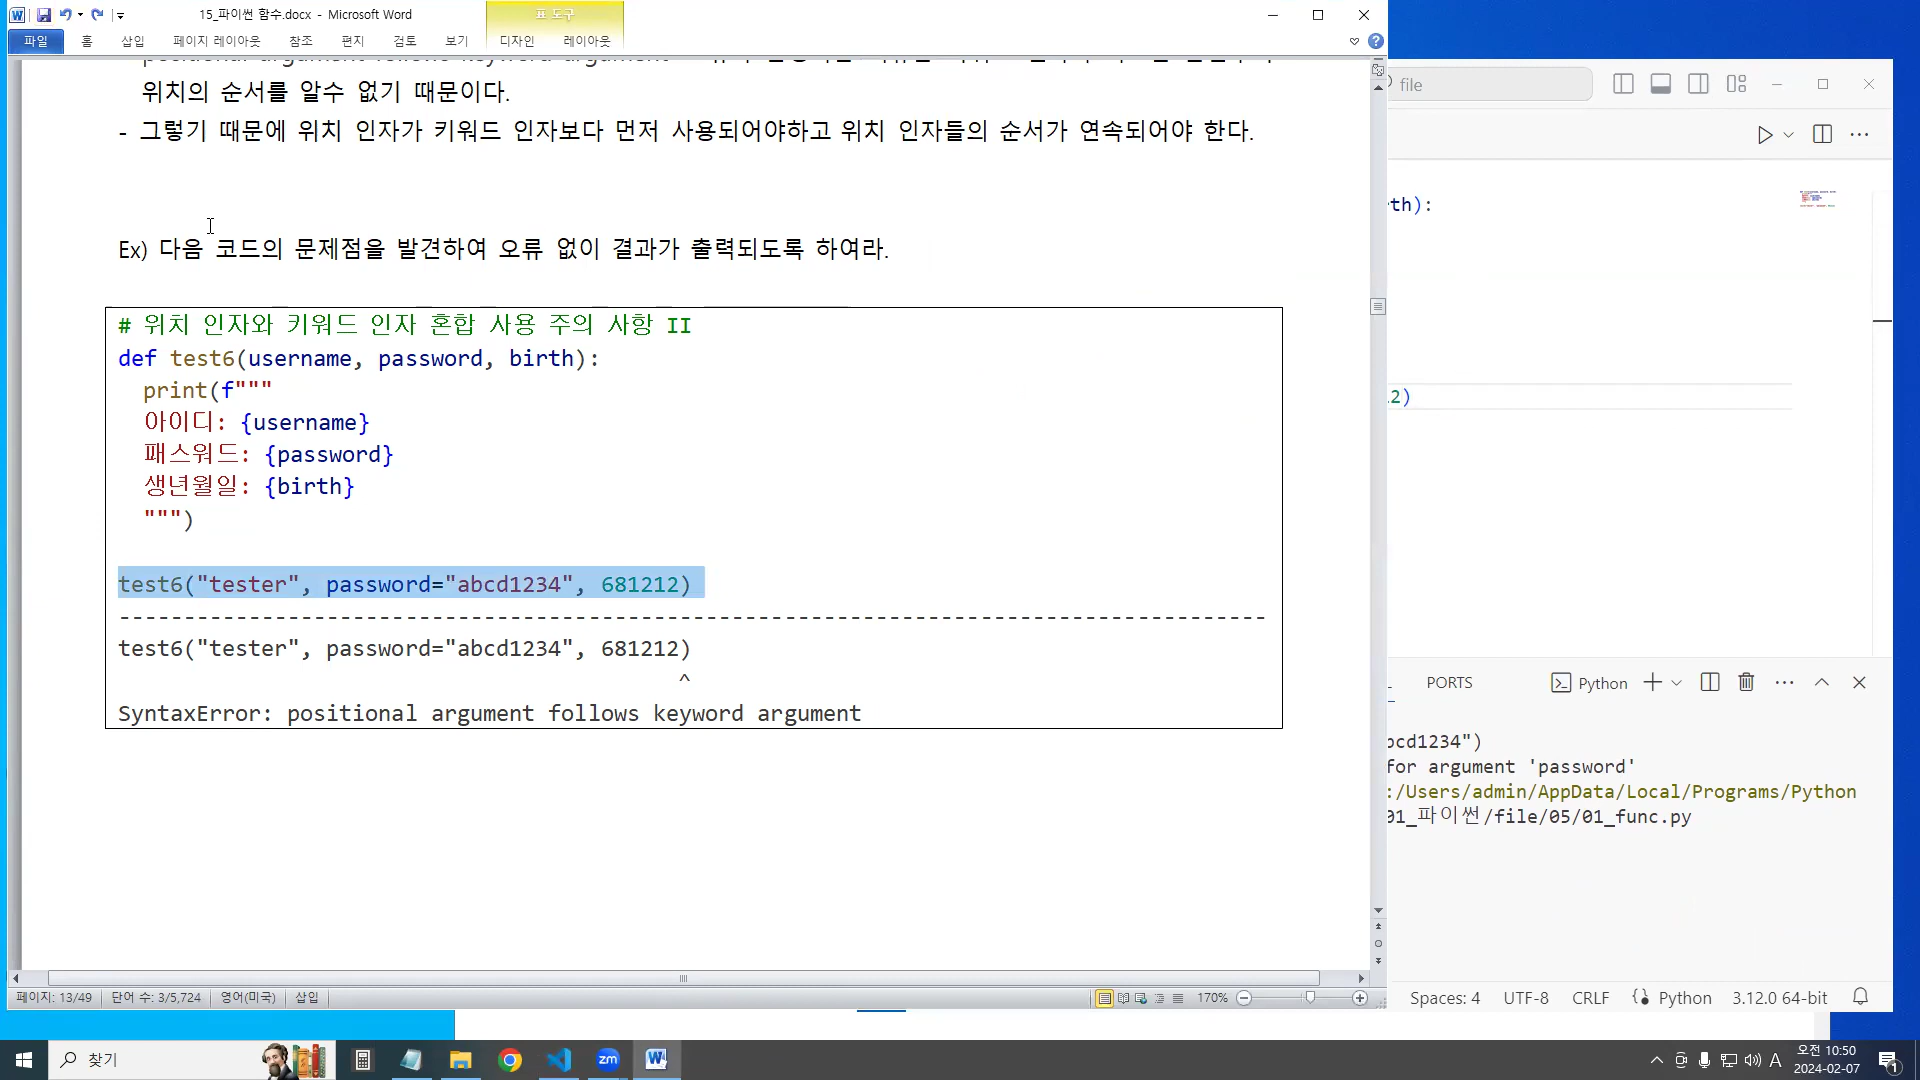 15_파이썬 함수.docx - Microsoft Word
표 도구
파일 홈 삽입 페이지 레이아웃 참조 편지 검토 보기 디자인 레이아웃
positional argument follows keyword argument
위치의 순서를 알수 없기 때문이다.
- 그렇기 때문에 위치 인자가 키워드 인자보다 먼저 사용되어야하고 위치 인자들의 순서가 연속되어야 한다.
Ex) 다음 코드의 문제점을 발견하여 오류 없이 결과가 출력되도록 하여라.
# 위치 인자와 키워드 인자 혼합 사용 주의 사항 II
def test6(username, password, birth):
print(f"""
아이디: {username}
패스워드: {password}
생년월일: {birth}
""")
test6("tester", password="abcd1234", 681212)
-----------------------------------------------------------------------------------------
test6("tester", password="abcd1234", 681212)
^
SyntaxError: positional argument follows keyword argument
페이지: 13/49 단어 수: 3/5,724 영어(미국) 삽입 170%
file
th):
2)
PORTS Python
bcd1234")
for argument 'password'
:/Users/admin/AppData/Local/Programs/Python
01_파이썬/file/05/01_func.py
Spaces: 4 UTF-8 CRLF Python 3.12.0 64-bit
찾기
zm
A
오전 10:50
2024-02-07
1